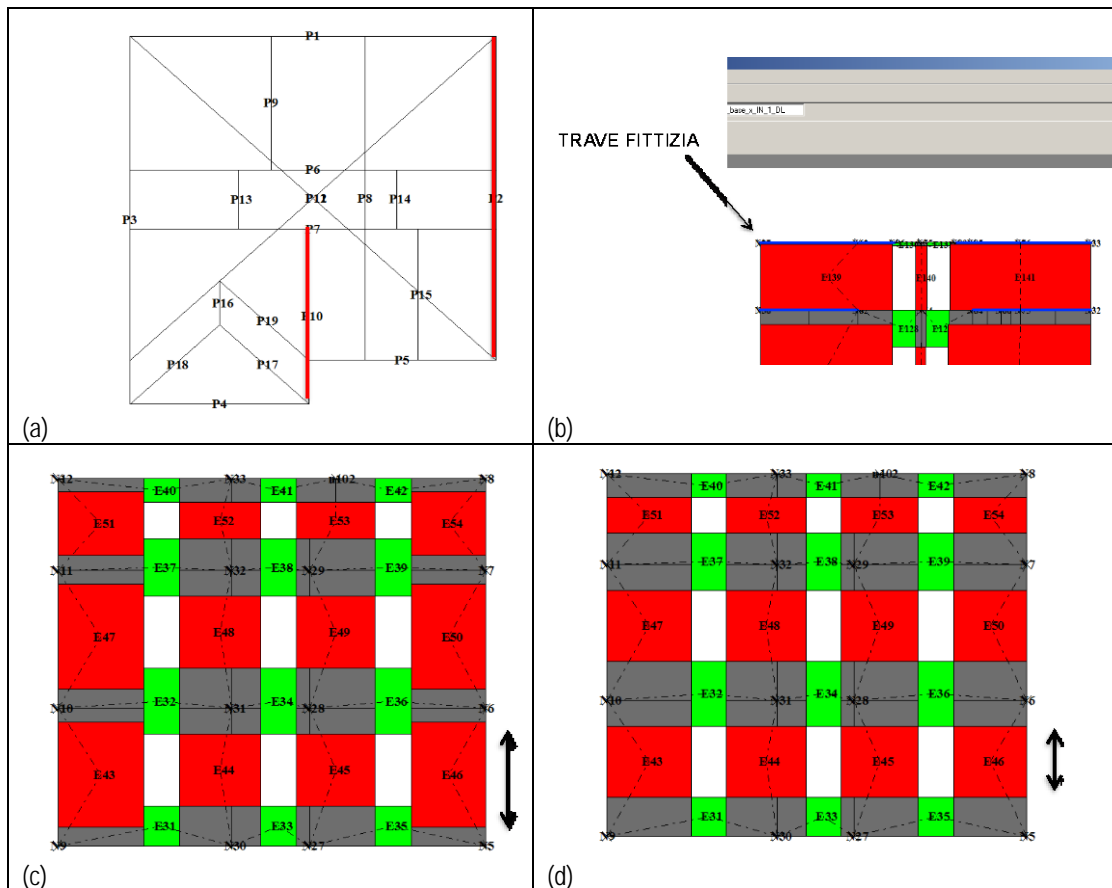 P1
P9
P6
P13
P8
P14
P3
P7
P15
P16
P19
P18
P17
P5
P4
(a)
_base_x_IN_1_DL
TRAVE FITTIZIA
E139
E140
E141
E128
(b)
N12 N33 n102 N8
E40 E41 E42
E51 E52 E53 E54
N11 E37 N32 E38 N29 E39 N7
E47 E48 E49 E50
N10 E32 N31 E34 N28 E36 N6
E43 E44 E45 E46
E31 E33 E35
N9 N30 N27 N5
(c)
N12 N33 n102 N8
E40 E41 E42
E51 E52 E53 E54
N11 E37 N32 E38 N29 E39 N7
E47 E48 E49 E50
N10 E32 N31 E34 N28 E36 N6
E43 E44 E45 E46
E31 E33 E35
N9 N30 N27 N5
(d)